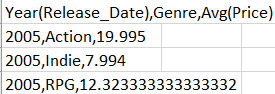 Year(Release_Date),Genre,Avg(Price)
2005,Action,19.995
2005,Indie,7.994
2005,RPG,12.323333333333332